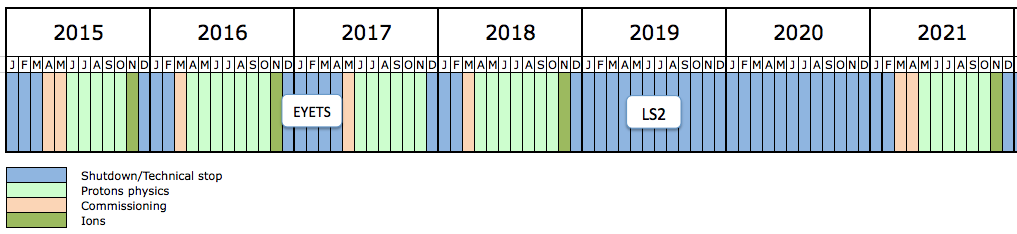 2015 2016 2017 2018 2019 2020 2021
J F M A M J J A S O N D J F M A M J J A S O N D J F M A M J J A S O N D J F M A M J J A S O N D J F M A M J J A S O N D J F M A M J J A S O N D J F M A M J J A S O N D
EYETS LS2
Shutdown/Technical stop
Protons physics
Commissioning
Ions